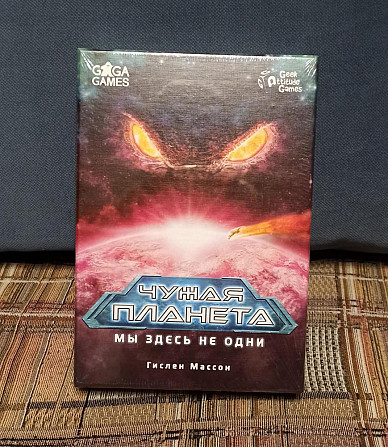 GAGA
GAMES
Geek
Attitude
Games
ЧУЖАЯ
ПЛАНЕТА
МЫ ЗДЕСЬ НЕ ОДНИ
Гислен Массон